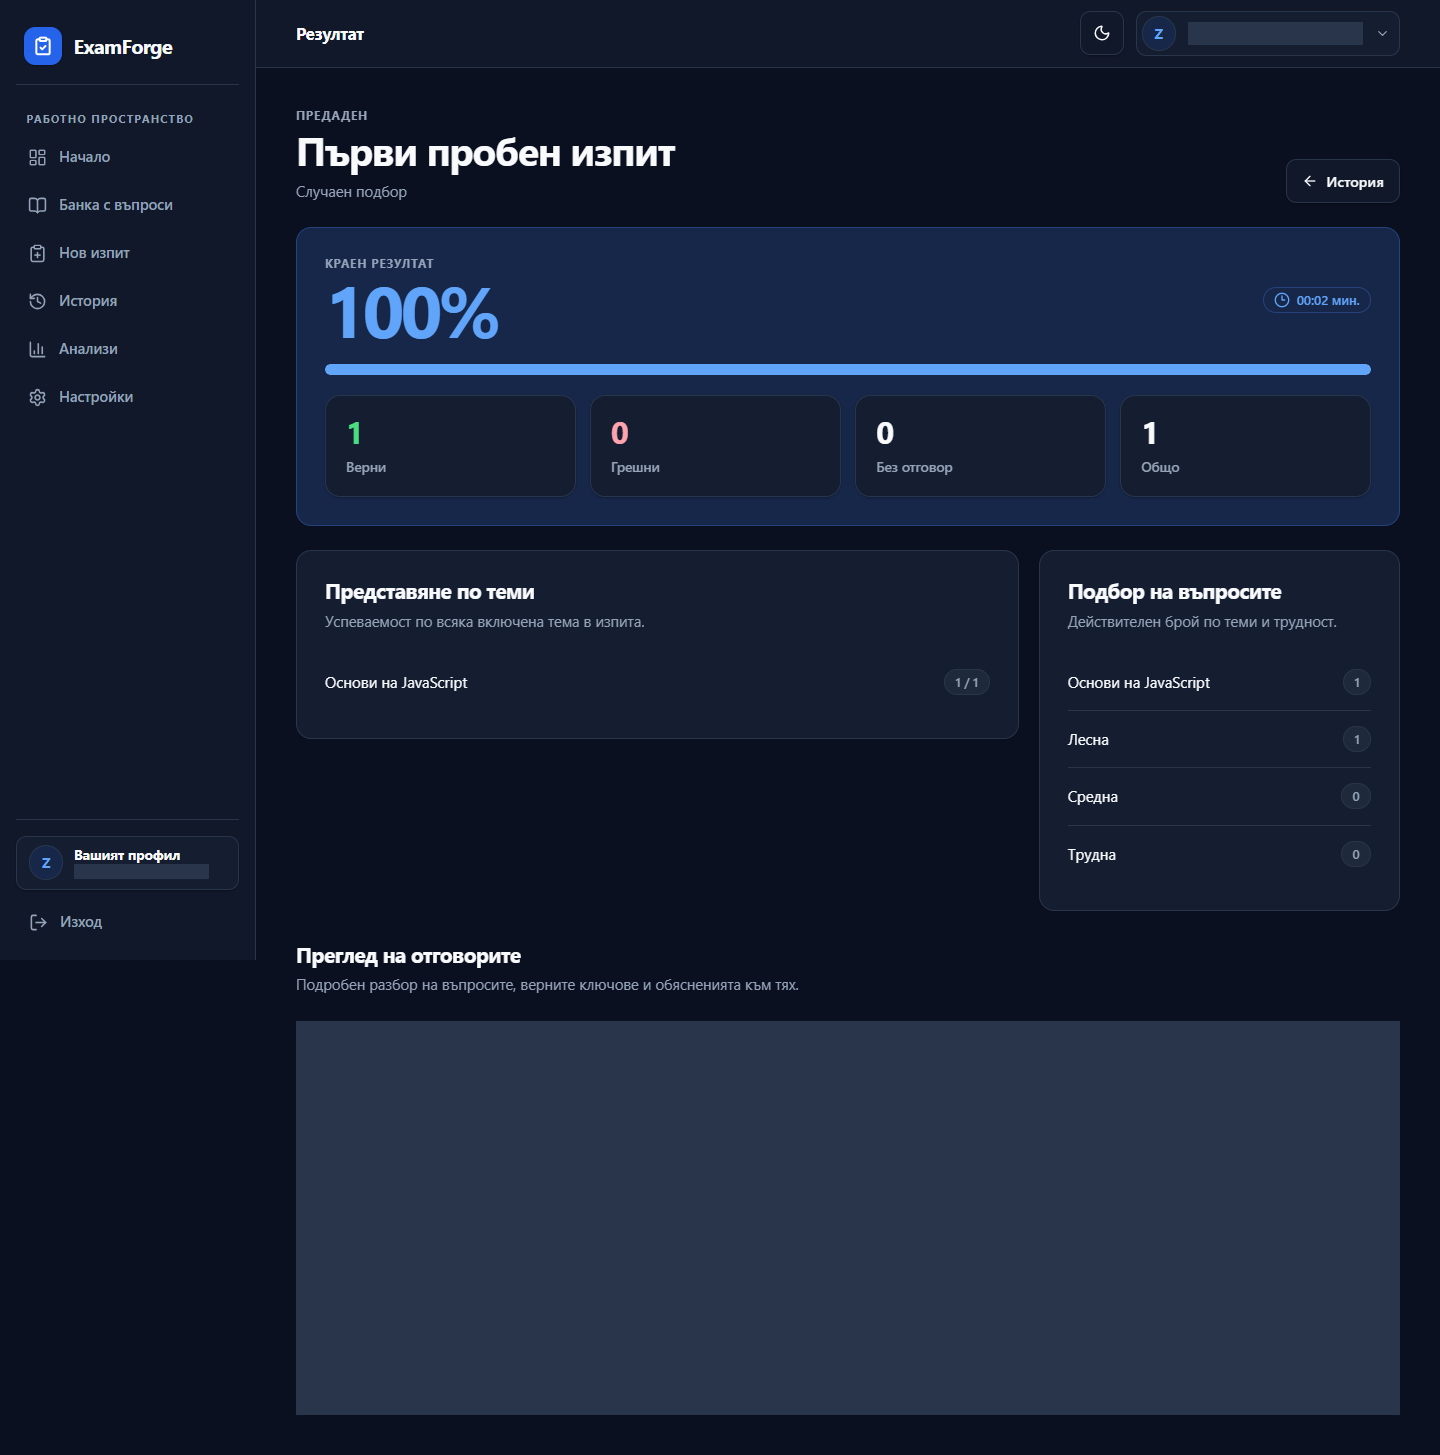 ExamForge
РАБОТНО ПРОСТРАНСТВО
Начало
Банка с въпроси
Нов изпит
История
Анализи
Настройки
Z
Вашият профил
Изход
Резултат
Z
ПРЕДАДЕН
Първи пробен изпит
Случаен подбор
История
КРАЕН РЕЗУЛТАТ
100%
00:02 мин.
1
Верни
0
Грешни
0
Без отговор
1
Общо
Представяне по теми
Успеваемост по всяка включена тема в изпита.
Основи на JavaScript 1 / 1
Подбор на въпросите
Действителен брой по теми и трудност.
Основи на JavaScript 1
Лесна 1
Средна 0
Трудна 0
Преглед на отговорите
Подробен разбор на въпросите, верните ключове и обясненията към тях.